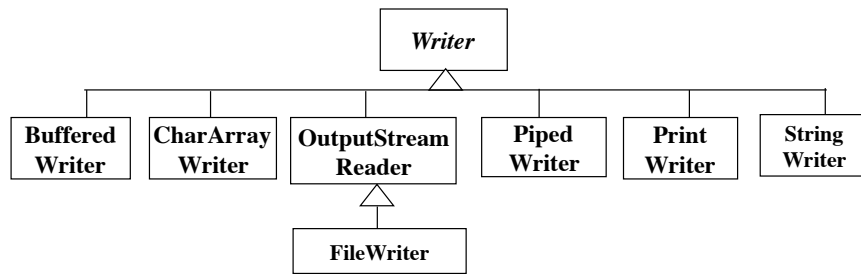 Writer
Buffered
Writer
CharArray
Writer
OutputStream
Reader
Piped
Writer
Print
Writer
String
Writer
FileWriter